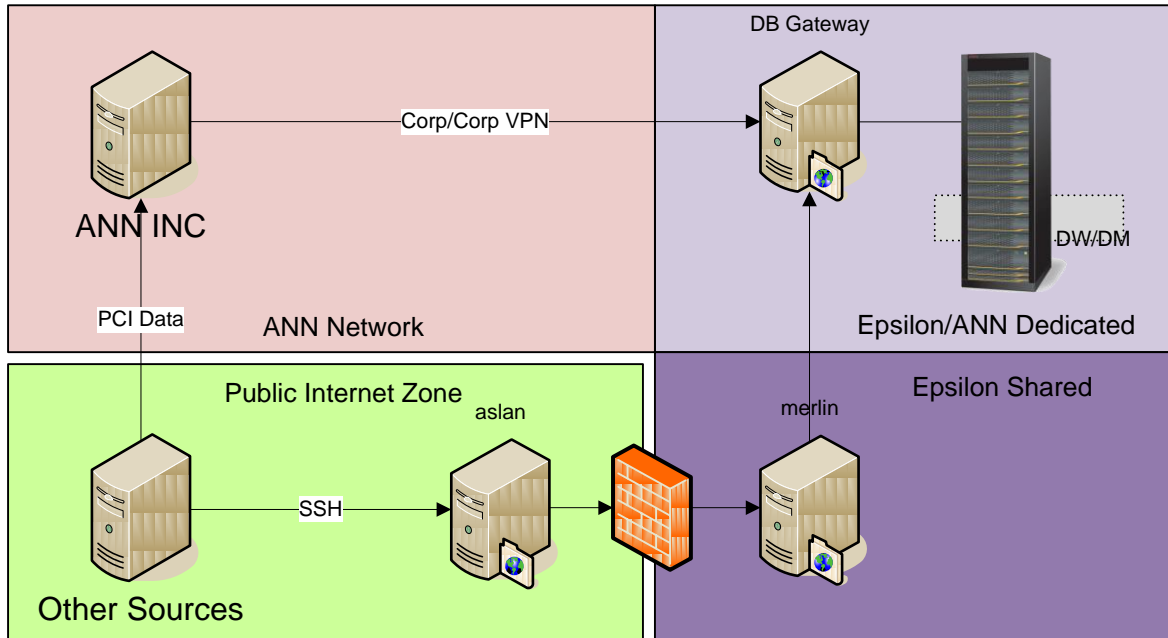 DB Gateway
Corp/Corp VPN
ANN INC
DW/DM
PCI Data
ANN Network
Epsilon/ANN Dedicated
Public Internet Zone
Epsilon Shared
aslan
merlin
SSH
Other Sources